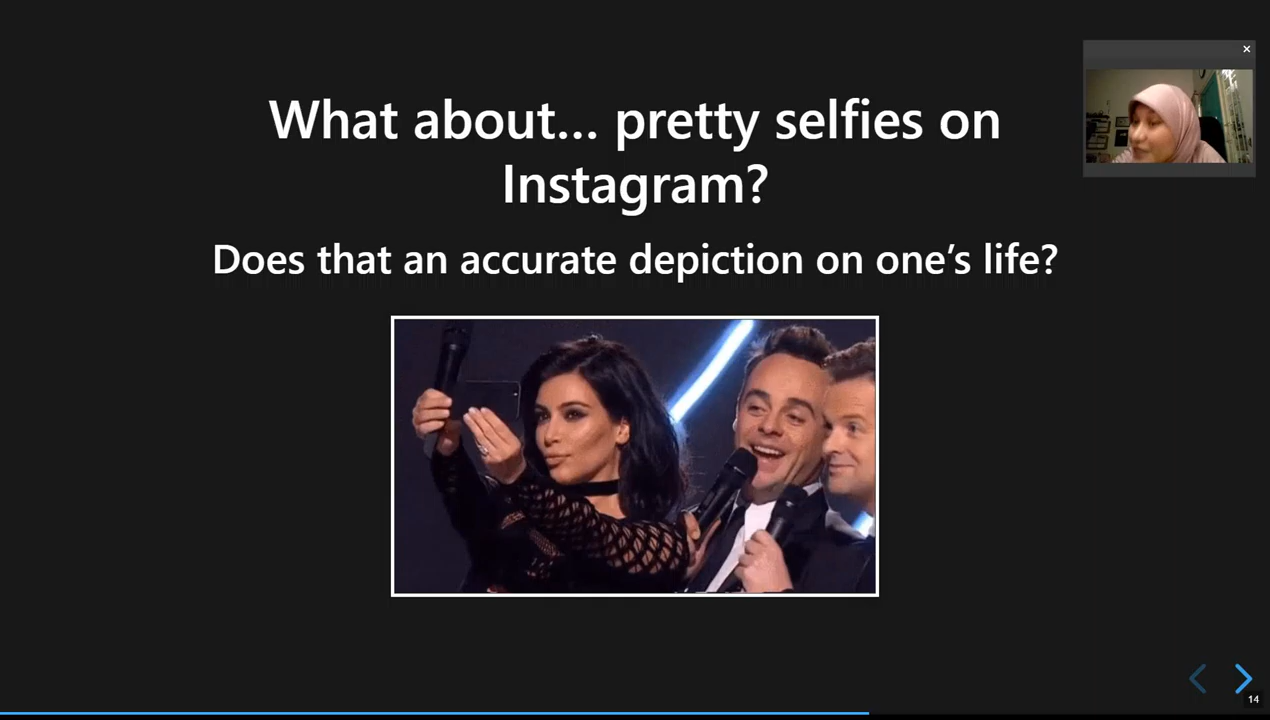 What about... pretty selfies on
Instagram?
Does that an accurate depiction on one's life?
14